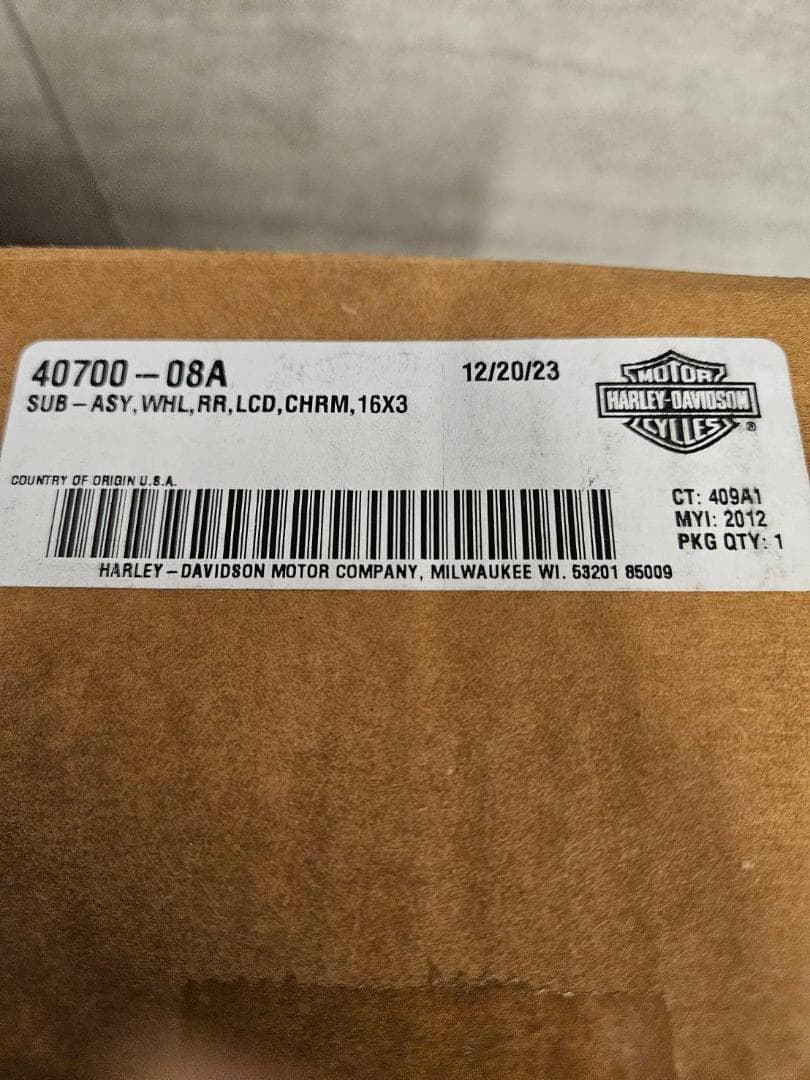 40700-08A
12/20/23
SUB-ASY,WHL,RR,LCD,CHRM,16X3
MOTOR
HARLEY-DAVIDSON
CYCLES
®
COUNTRY OF ORIGIN U.S.A.
CT: 409A1
MYI: 2012
PKG QTY: 1
HARLEY-DAVIDSON MOTOR COMPANY, MILWAUKEE WI. 53201 85009